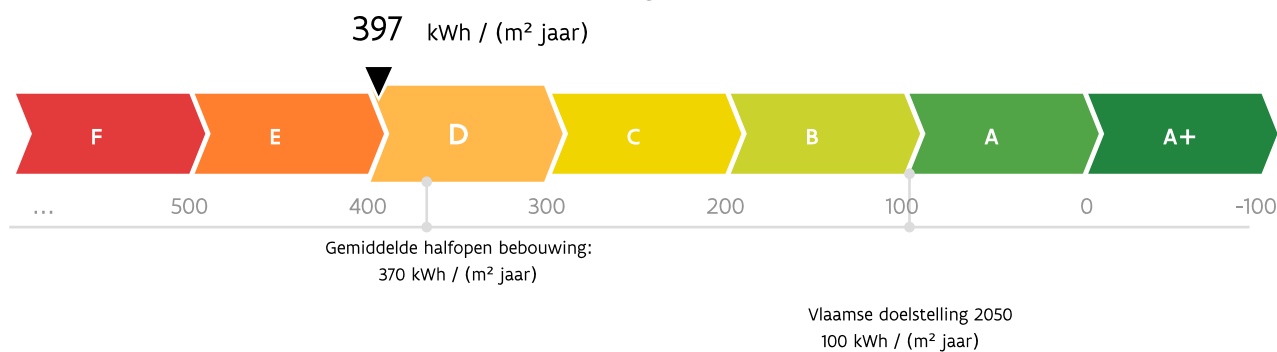 397 kWh / (m² jaar)
F E D C B A A+
... 500 400 300 200 100 0 -100
Gemiddelde halfopen bebouwing:
370 kWh / (m² jaar)
Vlaamse doelstelling 2050
100 kWh / (m² jaar)